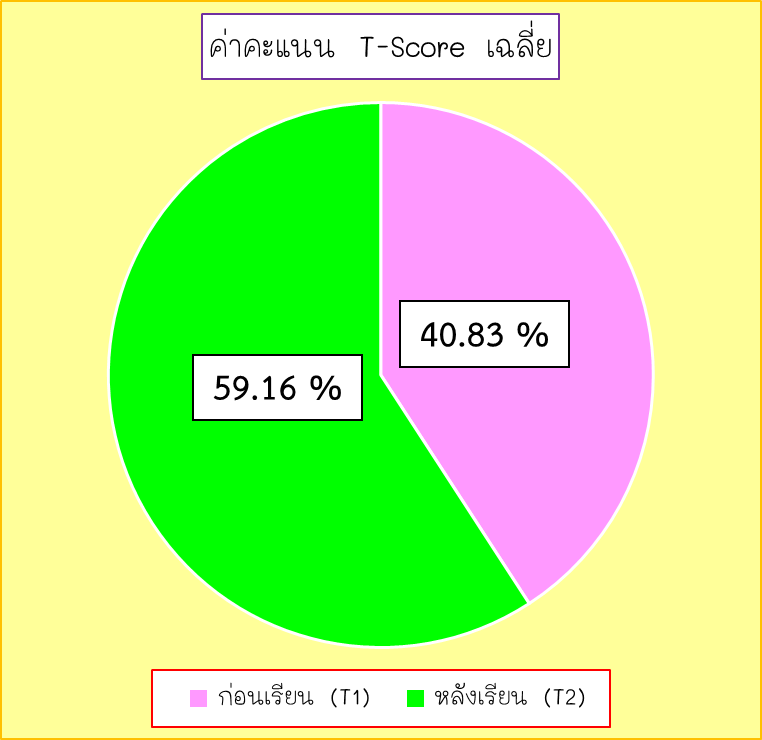 ค่าคะแนน T-Score เฉลี่ย
40.83 %
59.16 %
ก่อนเรียน (T1) หลังเรียน (T2)